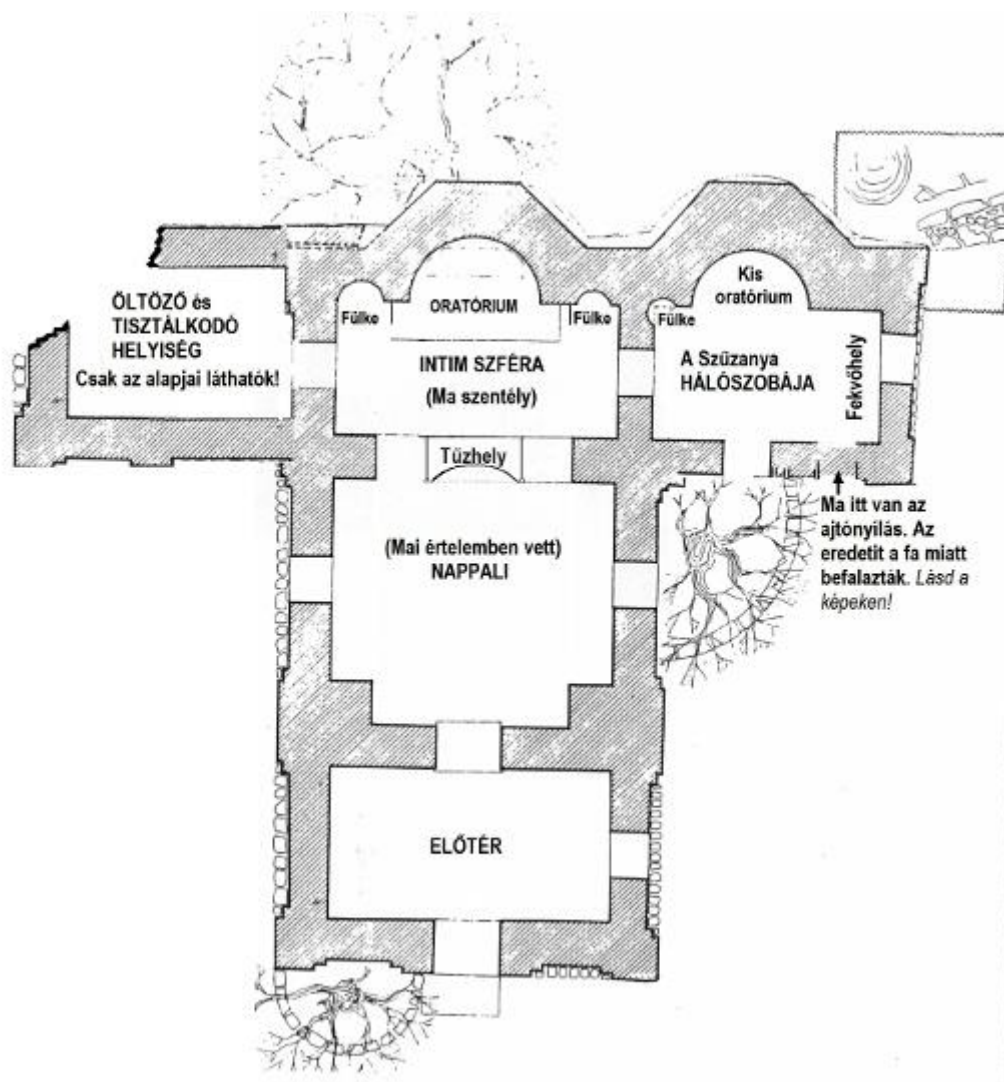 ÖLTÖZŐ és
TISZTÁLKODÓ
HELYISÉG
Csak az alapjai láthatók!
Fülke
ORATÓRIUM
Fülke
INTIM SZFÉRA
(Ma szentély)
Kis
oratórium
Fülke
A Szűzanya
HÁLÓSZOBÁJA
Fekvőhely
Tűzhely
(Mai értelemben vett)
NAPPALI
Ma itt van az
ajtónyílás. Az
eredetit a fa miatt
befalazták. Lásd a
képeken!
ELŐTÉR